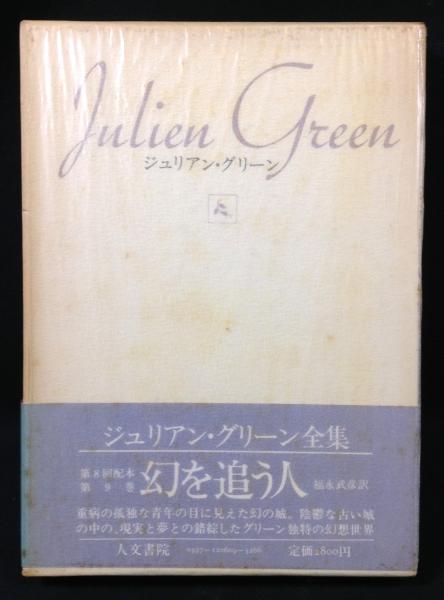 Julien Green
ジュリアン・グリーン
ジュリアン・グリーン全集
第8回配本
第9巻
幻を追う人
福永武彦訳
重病の孤独な青年の目に見えた幻の城。陰鬱な古い城
の中の、現実と夢との錯綜したグリーン独特の幻想世界
人文書院
定価2800円